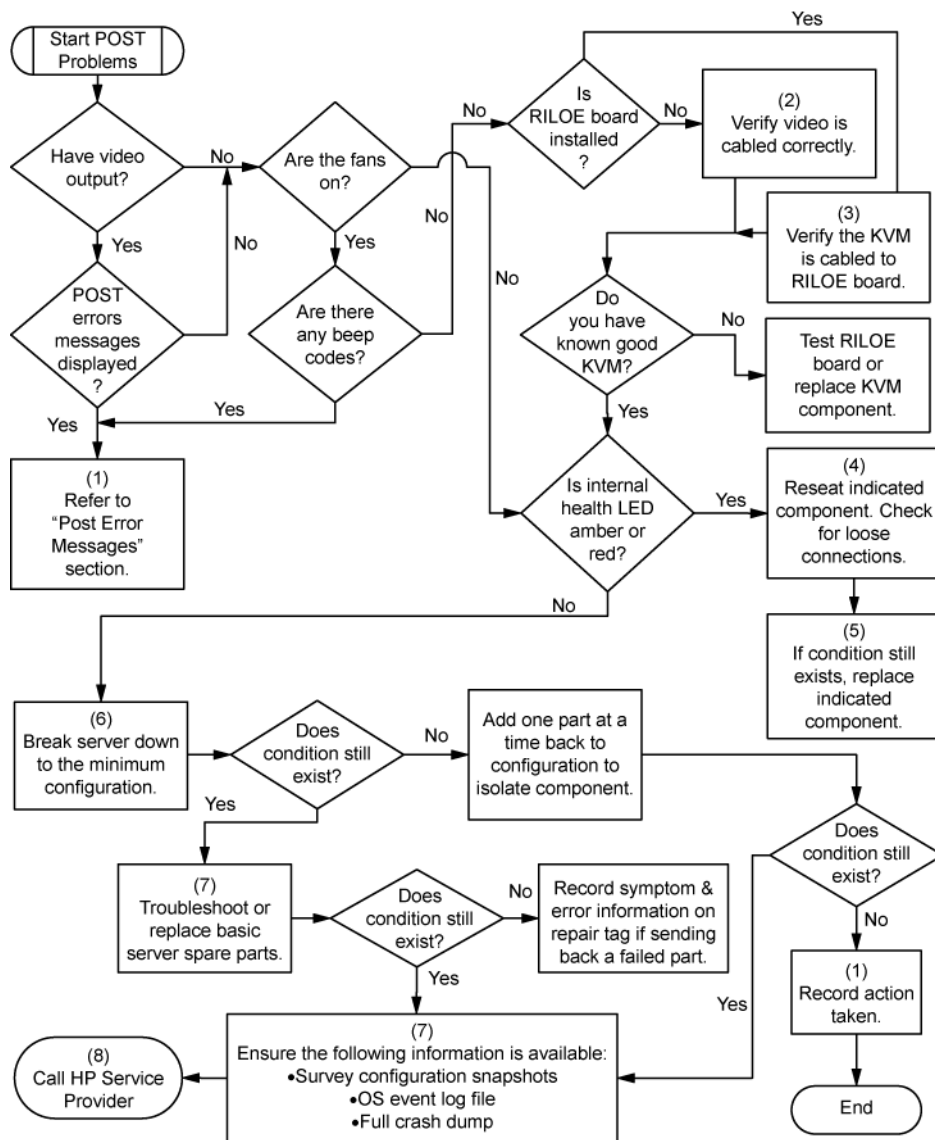 Start POST
Problems
Yes
Have video
output?
No
Are the fans
on?
No
Is
RILOE board
installed
?
No
(2)
Verify video is
cabled correctly.
Yes
No
Yes
No
(3)
Verify the KVM
is cabled to
RILOE board.
POST
errors
messages
displayed
?
Are there
any beep
codes?
No
Do
you have
known good
KVM?
No
Test RILOE
board or
replace KVM
component.
Yes
Yes
Yes
(1)
Refer to
“Post Error
Messages”
section.
Is internal
health LED
amber or
red?
Yes
(4)
Reseat indicated
component. Check
for loose
connections.
No
(5)
If condition still
exists, replace
indicated
component.
(6)
Break server down
to the minimum
configuration.
Does
condition still
exist?
No
Add one part at a
time back to
configuration to
isolate component.
Yes
Does
condition still
exist?
(7)
Troubleshoot or
replace basic
server spare parts.
Does
condition still
exist?
No
Record symptom &
error information on
repair tag if sending
back a failed part.
No
Yes
Yes
(1)
Record action
taken.
(7)
Ensure the following information is available:
•Survey configuration snapshots
•OS event log file
•Full crash dump
(8)
Call HP Service
Provider
End